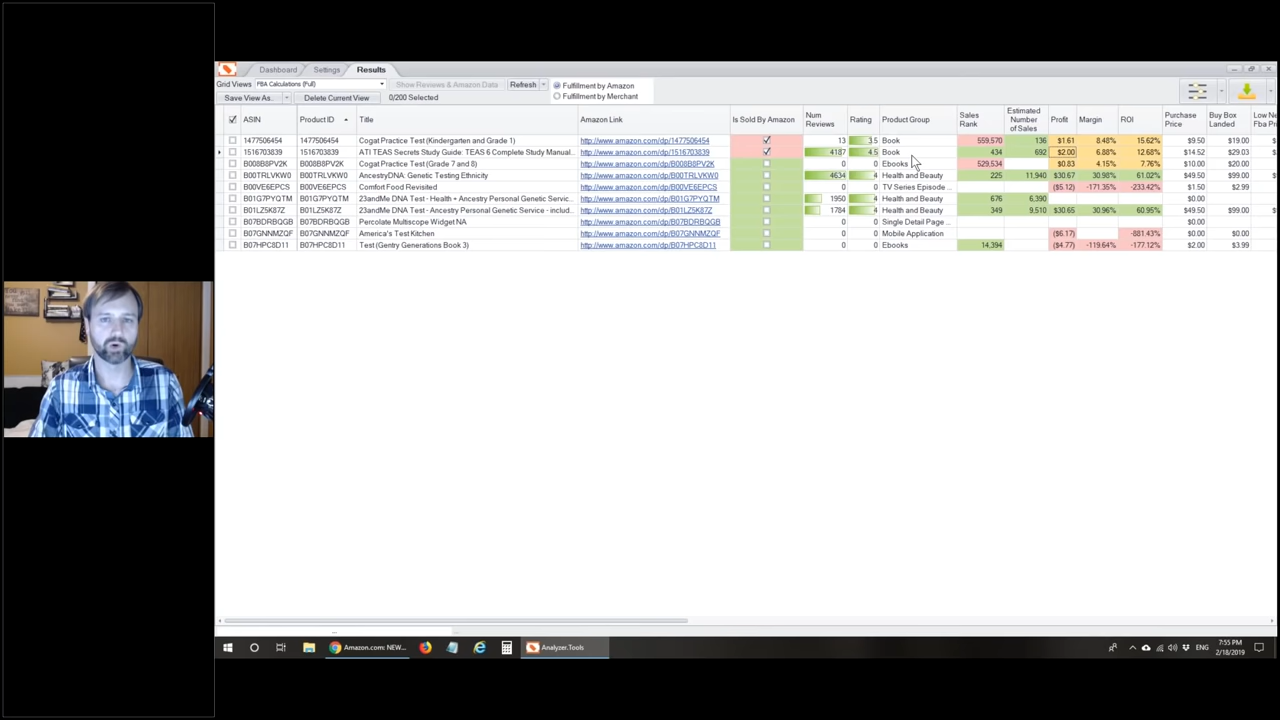 Dashboard Settings Results
Grid Views FBA Calculations (Full) Show Reviews & Amazon Data Refresh Fulfillment by Amazon
Save View As.. Delete Current View 0/200 Selected Fulfillment by Merchant
ASIN Product ID Title Amazon Link Is Sold By Amazon Num Reviews Rating Product Group Sales Rank Estimated Number of Sales Profit Margin ROI Purchase Price Buy Box Landed Low Ne Fba Pr
1477506454 1477506454 Cogat Practice Test (Kindergarten and Grade 1) http://www.amazon.com/dp/1477506454 13 3.5 Book 559,570 136 $1.61 8.48% 15.62% $9.50 $19.00
1516703839 1516703839 ATI TEAS Secrets Study Guide: TEAS 6 Complete Study Manual... http://www.amazon.com/dp/1516703839 4187 4.5 Book 434 692 $2.00 6.88% 12.68% $14.52 $29.03
B008B8PV2K B008B8PV2K Cogat Practice Test (Grade 7 and 8) http://www.amazon.com/dp/B008B8PV2K 0 0 Ebooks 529,534 $0.83 4.15% 7.76% $10.00 $20.00
B00TRLVKW0 B00TRLVKW0 AncestryDNA: Genetic Testing Ethnicity http://www.amazon.com/dp/B00TRLVKW0 4634 4 Health and Beauty 225 11,940 $30.67 30.98% 61.02% $49.50 $99.00
B00VE6EPCS B00VE6EPCS Comfort Food Revisited http://www.amazon.com/dp/B00VE6EPCS 0 0 TV Series Episode ... ($5.12) -171.35% -233.42% $1.50 $2.99
B01G7PYQTM B01G7PYQTM 23andMe DNA Test - Health + Ancestry Personal Genetic Servic... http://www.amazon.com/dp/B01G7PYQTM 1950 4 Health and Beauty 676 6,390 $0.00
B01LZ5K87Z B01LZ5K87Z 23andMe DNA Test - Ancestry Personal Genetic Service - includ... http://www.amazon.com/dp/B01LZ5K87Z 1784 4 Health and Beauty 349 9,510 $30.65 30.96% 60.95% $49.50 $99.00
B07BDRBQGB B07BDRBQGB Percolate Multiscope Widget NA http://www.amazon.com/dp/B07BDRBQGB 0 0 Single Detail Page ... $0.00
B07GNNMZQF B07GNNMZQF America's Test Kitchen http://www.amazon.com/dp/B07GNNMZQF 0 0 Mobile Application ($6.17) -881.43% $0.00 $0.00
B07HPC8D11 B07HPC8D11 Test (Gentry Generations Book 3) http://www.amazon.com/dp/B07HPC8D11 0 0 Ebooks 14,394 ($4.77) -119.64% -177.12% $2.00 $3.99
Amazon.com: NEW... Analyzer.Tools ENG 7:55 PM
2/18/2019